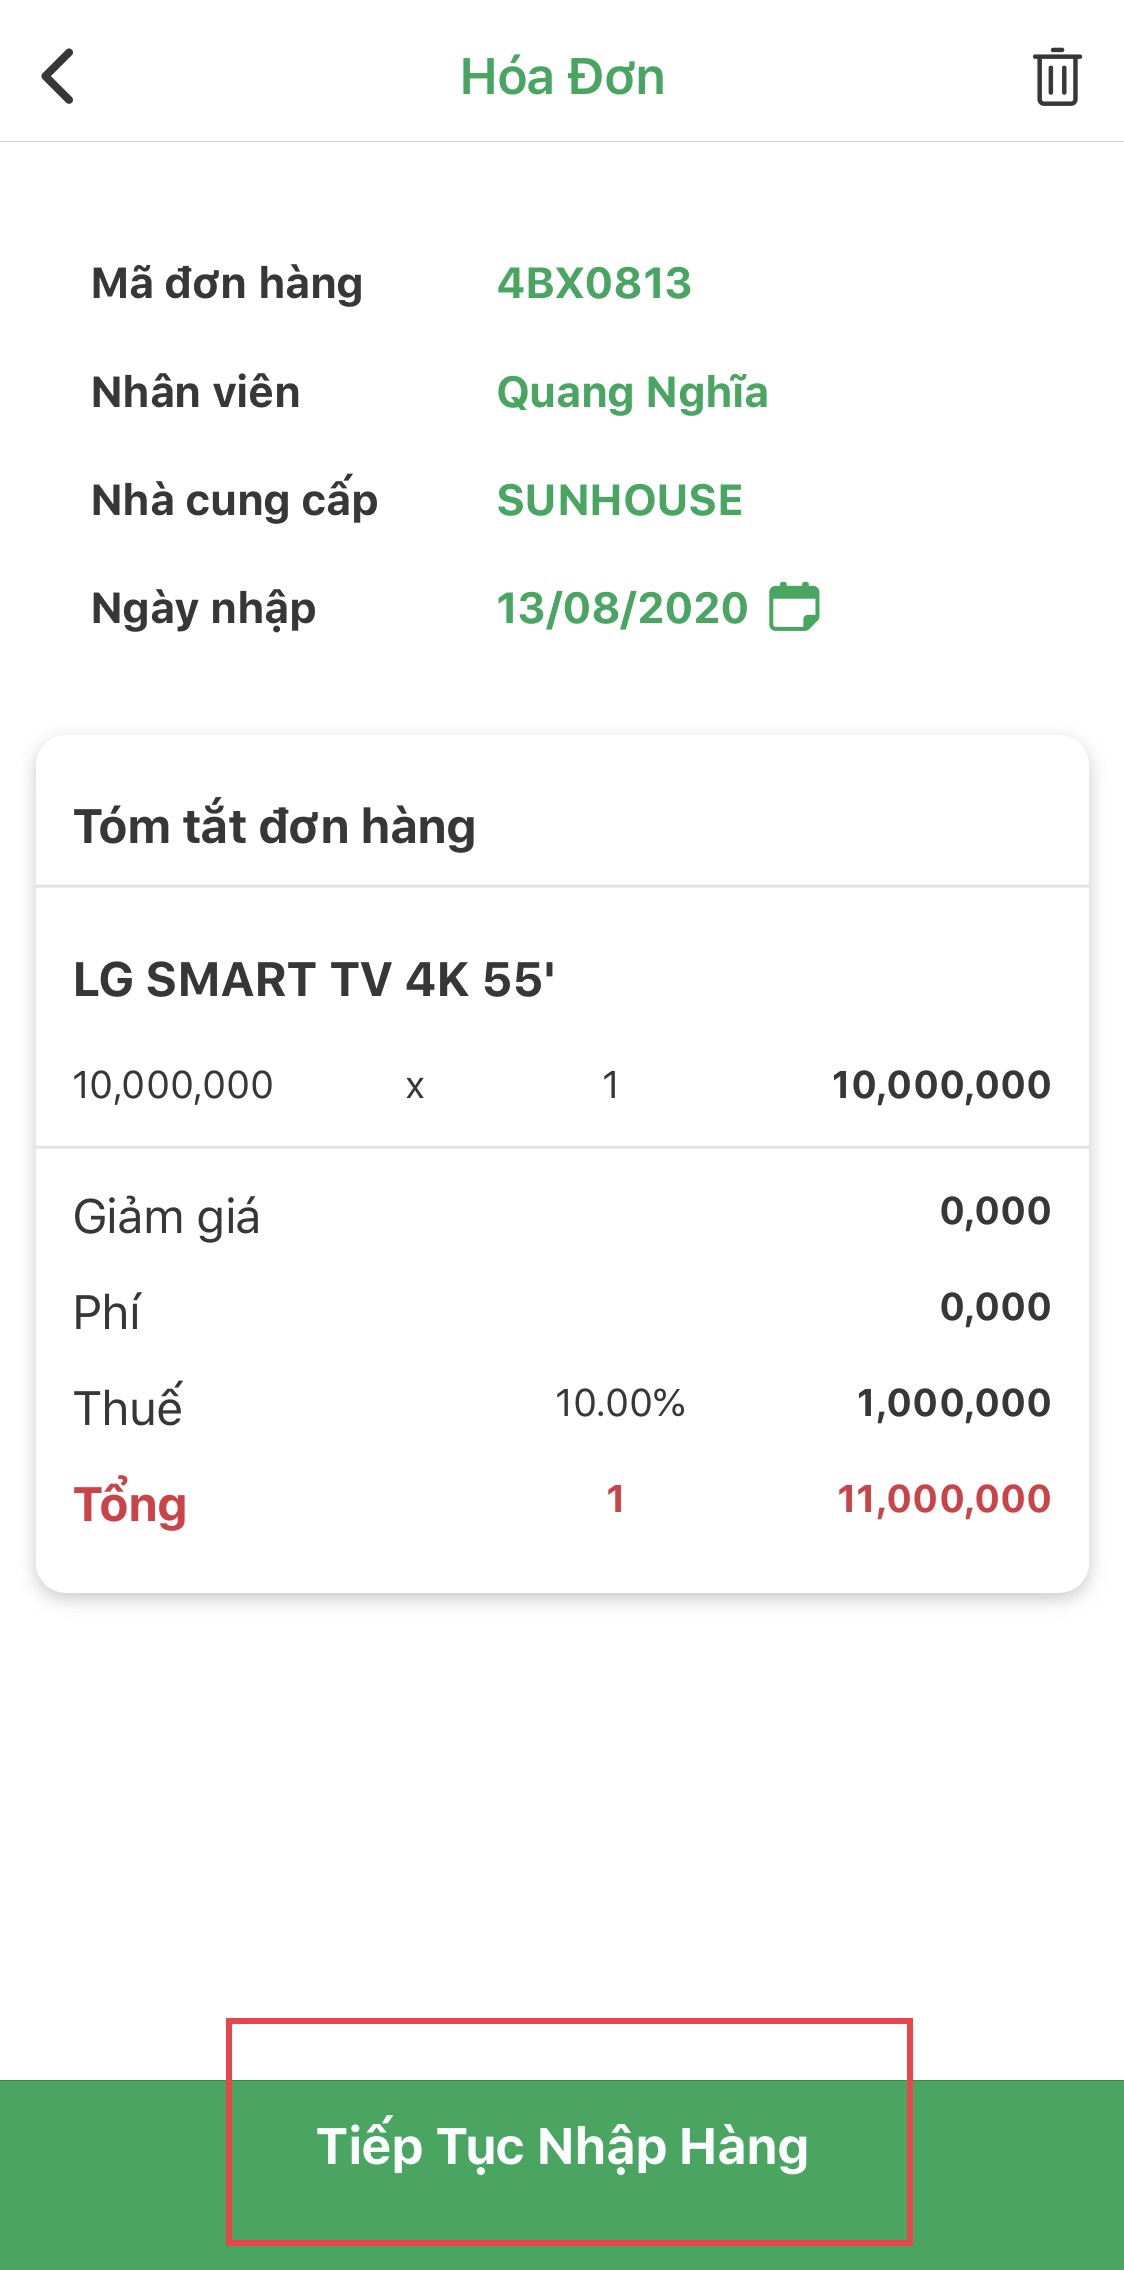 Hóa Đơn
Mã đơn hàng 4BX0813
Nhân viên Quang Nghĩa
Nhà cung cấp SUNHOUSE
Ngày nhập 13/08/2020
Tóm tắt đơn hàng
LG SMART TV 4K 55'
10,000,000 x 1 10,000,000
Giảm giá 0,000
Phí 0,000
Thuế 10.00% 1,000,000
Tổng 1 11,000,000
Tiếp Tục Nhập Hàng